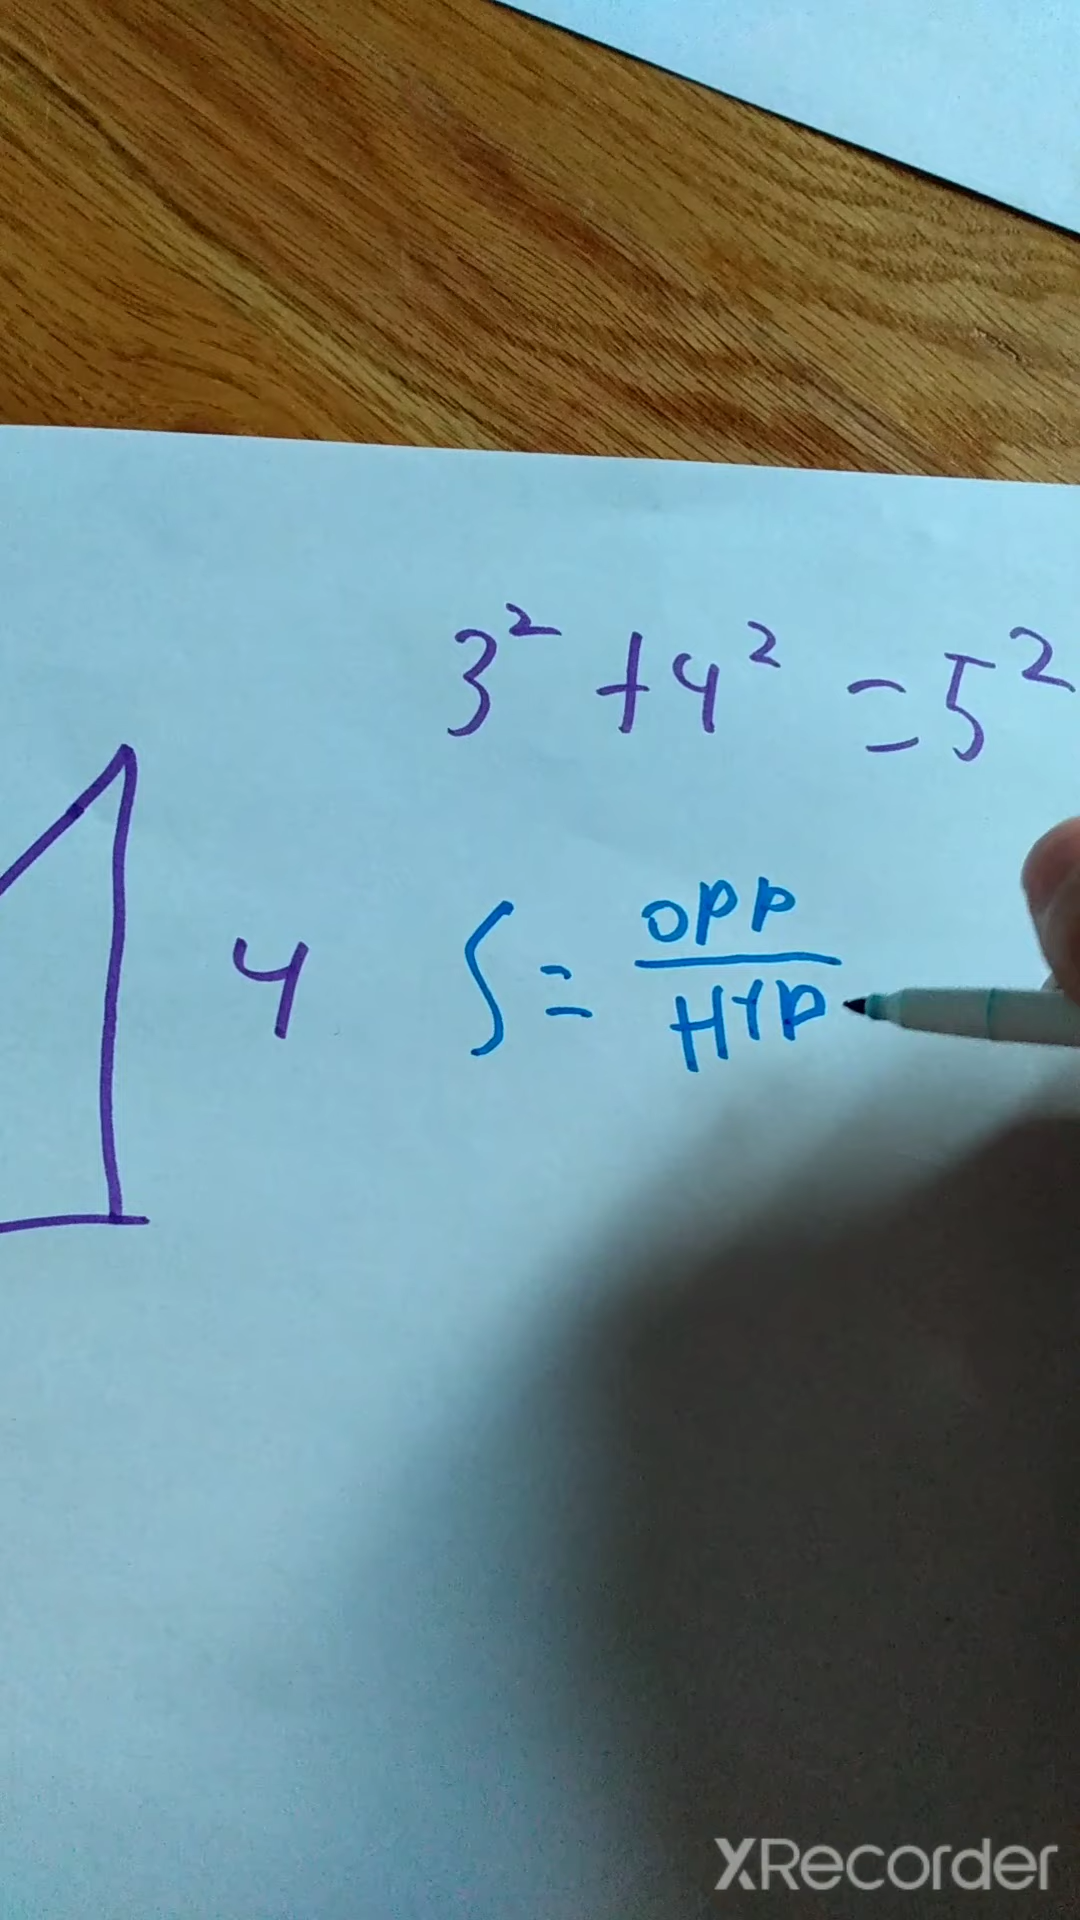 3² + 4² = 5²
4
S = OPP
HYP
XRecorder